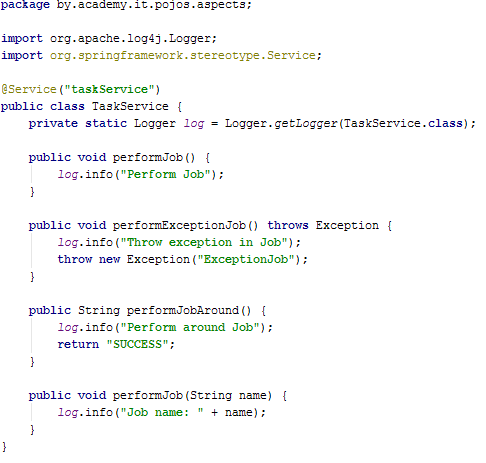 package by.academy.it.pojos.aspects;
import org.apache.log4j.Logger;
import org.springframework.stereotype.Service;
@Service("taskService")
public class TaskService {
private static Logger log = Logger.getLogger(TaskService.class);
public void performJob() {
log.info("Perform Job");
}
public void performExceptionJob() throws Exception {
log.info("Throw exception in Job");
throw new Exception("ExceptionJob");
}
public String performJobAround() {
log.info("Perform around Job");
return "SUCCESS";
}
public void performJob(String name) {
log.info("Job name: " + name);
}
}